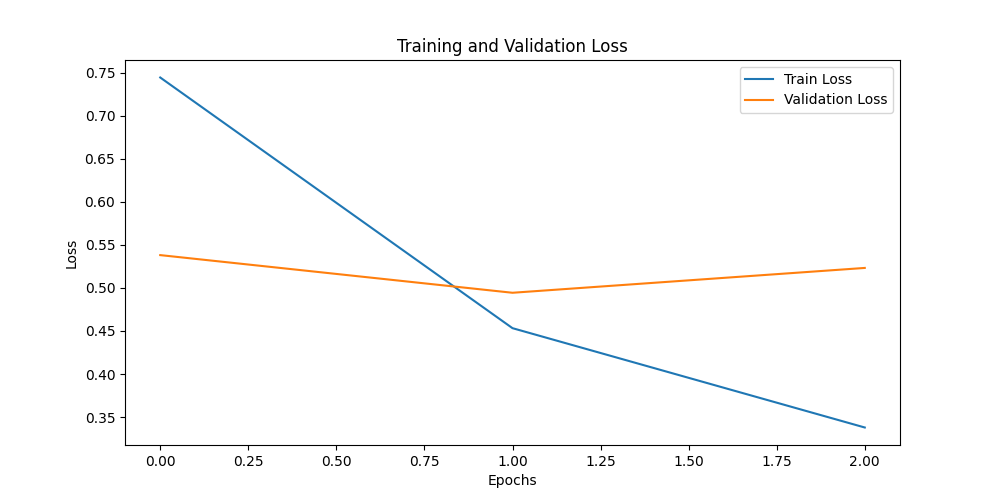 Training and Validation Loss
Train Loss
Validation Loss
0.75
0.70
0.65
0.60
0.55
0.50
0.45
0.40
0.35
Loss
0.00 0.25 0.50 0.75 1.00 1.25 1.50 1.75 2.00
Epochs